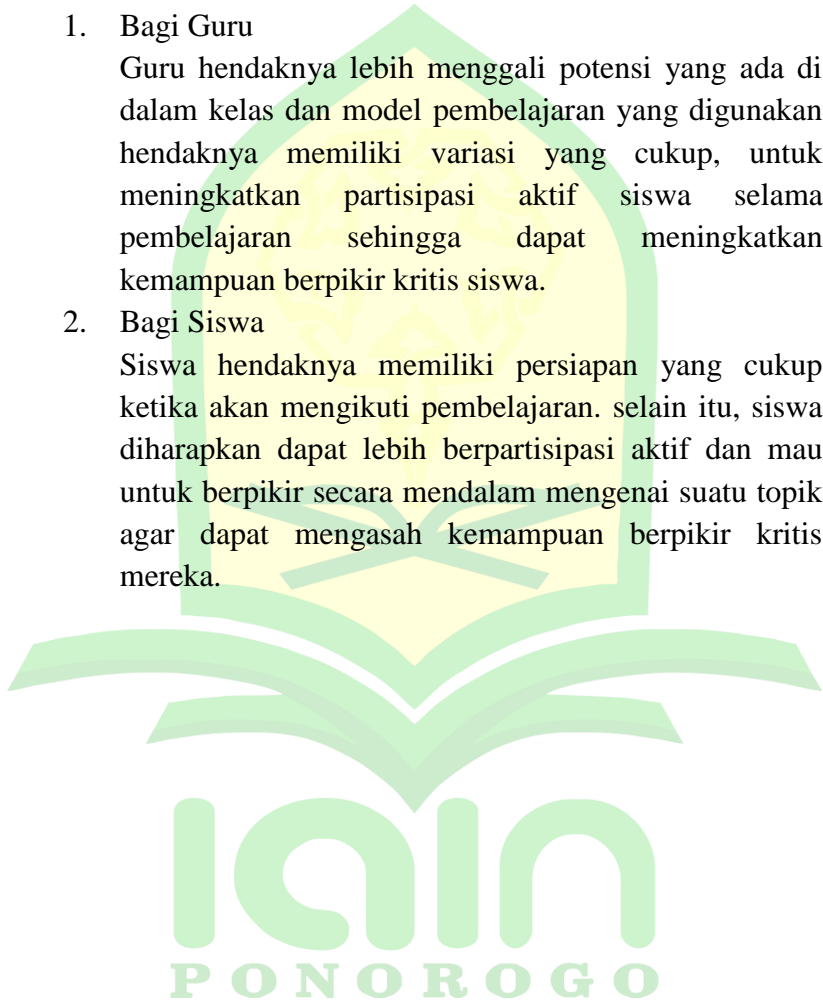 1. Bagi Guru
Guru hendaknya lebih menggali potensi yang ada di
dalam kelas dan model pembelajaran yang digunakan
hendaknya memiliki variasi yang cukup, untuk
meningkatkan partisipasi aktif siswa selama
pembelajaran sehingga dapat meningkatkan
kemampuan berpikir kritis siswa.
2. Bagi Siswa
Siswa hendaknya memiliki persiapan yang cukup
ketika akan mengikuti pembelajaran. selain itu, siswa
diharapkan dapat lebih berpartisipasi aktif dan mau
untuk berpikir secara mendalam mengenai suatu topik
agar dapat mengasah kemampuan berpikir kritis
mereka.
iain
PONOROGO